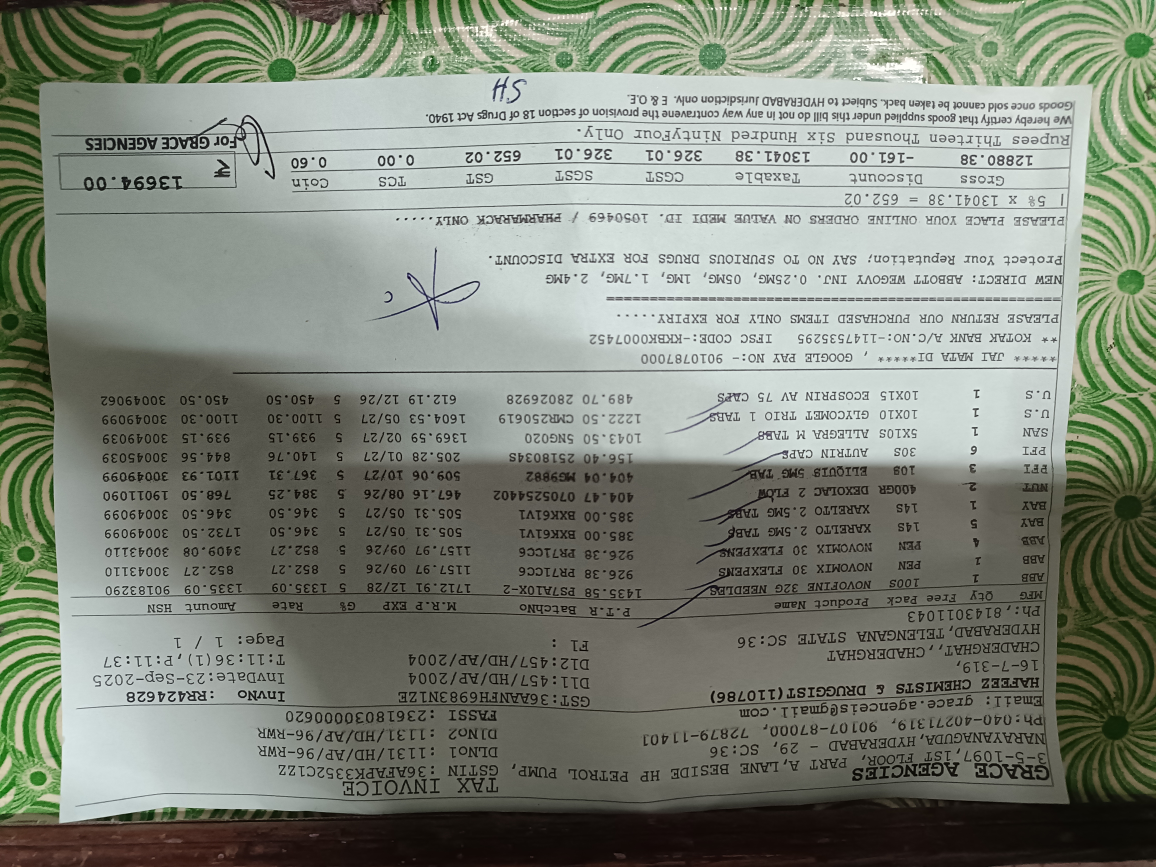 TAX INVOICE
GRACE AGENCIES
3-5-1097,1ST FLOOR, PART A,LANE BESIDE HP PETROL PUMP, GSTIN :36AFAPK3352C1ZZ
NARAYANAGUDA,HYDERABAD - 29, SC:36 DLNO1 :1131/HD/AP/96-RWR
Ph:040-40271319, 90107-87000, 72879-11401 DlNO2 :1131/HD/AP/96-RWR
Email: grace.agencies@gmail.com FASSI :23618030000620
HAFEEZ CHEMISTS & DRUGGIST(110786) GST:36AANFH6983N1ZE InvNo :RR424628
16-7-319, D11:457/HD/AP/2004 InvDate:23-Sep-2025
CHADERGHAT,,CHADERGHAT D12:457/HD/AP/2004 T:11:36(1),P:11:37
HYDERABAD,TELENGANA STATE SC:36 Fl : Page: 1 / 1
Ph:,814301104​3
MFG Qty Free Pack Product Name P.T.R BatchNo M.R.P EXP G% Rate Amount HSN
ABB 1 100S NOVOFINE 32G NEEDLES 1435.58 PS7A10X-2 1712.91 12/28 5 1335.09 1335.09 90183290
ABB 1 PEN NOVOMIX 30 FLEXPENS 926.38 PR71CC6 1157.97 09/26 5 852.27 852.27 30043110
ABB 4 PEN NOVOMIX 30 FLEXPENS 926.38 PR71CC6 1157.97 09/26 5 852.27 3409.08 30043110
BAY 5 14S XARELTO 2.5MG TABS 385.00 BXK61V1 505.31 05/27 5 346.50 1732.50 30049099
BAY 1 14S XARELTO 2.5MG TABS 385.00 BXK61V1 505.31 05/27 5 346.50 346.50 30049099
NUT 2 400GR DEXOLAC 2 FLOW 404.47 0705254402 467.16 08/26 5 384.25 768.50 19011090
PFI 3 10S ELIQUIS 5MG TAB 404.04 MG9882 509.06 10/27 5 367.31 1101.93 30049099
PFI 6 30S AUTRIN CAPS 156.40 2518034S 205.28 01/27 5 140.76 844.56 30045039
SAN 1 5X10S ALLEGRA M TABS 1043.50 5NG020 1369.59 02/27 5 939.15 939.15 30049039
U.S 1 10X10 GLYCOMET TRIO 1 TABS 1222.50 CMR250619 1604.53 05/27 5 1100.30 1100.30 30049099
U.S 1 10X15 ECOSPRIN AV 75 CAPS 489.70 28026928 612.19 12/26 5 450.50 450.50 30049062
***** JAI MATA DI***** , GOOGLE PAY NO:- 9010787000
** KOTAK BANK A/C.NO:-1147535295 IFSC CODE:-KKBK0007452
PLEASE RETURN OUR PURCHASED ITEMS ONLY FOR EXPIRY.....
==========================================================
NEW DIRECT: ABBOTT WEGOVY INJ. 0.25MG, 05MG, 1MG, 1.7MG, 2.4MG
Protect Your Reputation; SAY NO TO SPURIOUS DRUGS FOR EXTRA DISCOUNT.
PLEASE PLACE YOUR ONLINE ORDERS ON VALUE MEDI ID. 1050469 / PHARMARACK ONLY.....
| 5% x 13041.38 = 652.02
Gross Discount Taxable CGST SGST GST TCS Coin
12880.38 -161.00 13041.38 326.01 326.01 652.02 0.00 0.60 ₹ 13694.00
Rupees Thirteen Thousand Six Hundred NintyFour Only.
For GRACE AGENCIES
We hereby certify that goods supplied under this bill do not in any way contravene the provision of section 18 of Drugs Act 1940.
Goods once sold cannot be taken back. Subject to HYDERABAD Jurisdiction only. E & O.E.
SH